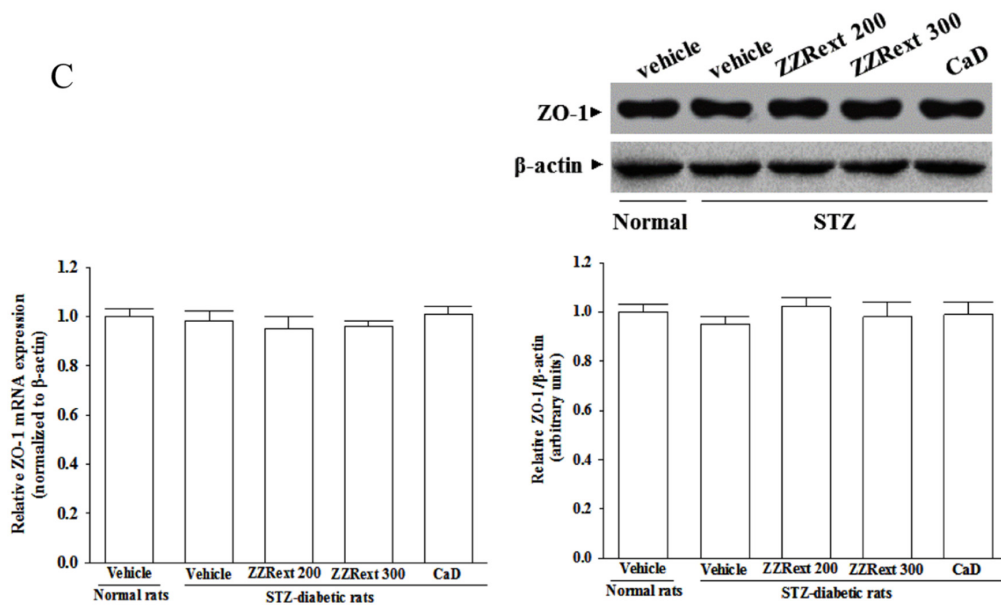 C
vehicle
vehicle
ZZRext 200
ZZRext 300
CaD
ZO-1
β-actin
Normal
STZ
Relative ZO-1 mRNA expression
(normalized to β-actin)
1.2
1.0
0.8
0.6
0.4
0.2
0.0
Vehicle
Vehicle
ZZRext 200
ZZRext 300
CaD
Normal rats
STZ-diabetic rats
Relative ZO-1/β-actin
(arbitrary units)
1.2
1.0
0.8
0.6
0.4
0.2
0.0
Vehicle
Vehicle
ZZRext 200
ZZRext 300
CaD
Normal rats
STZ-diabetic rats